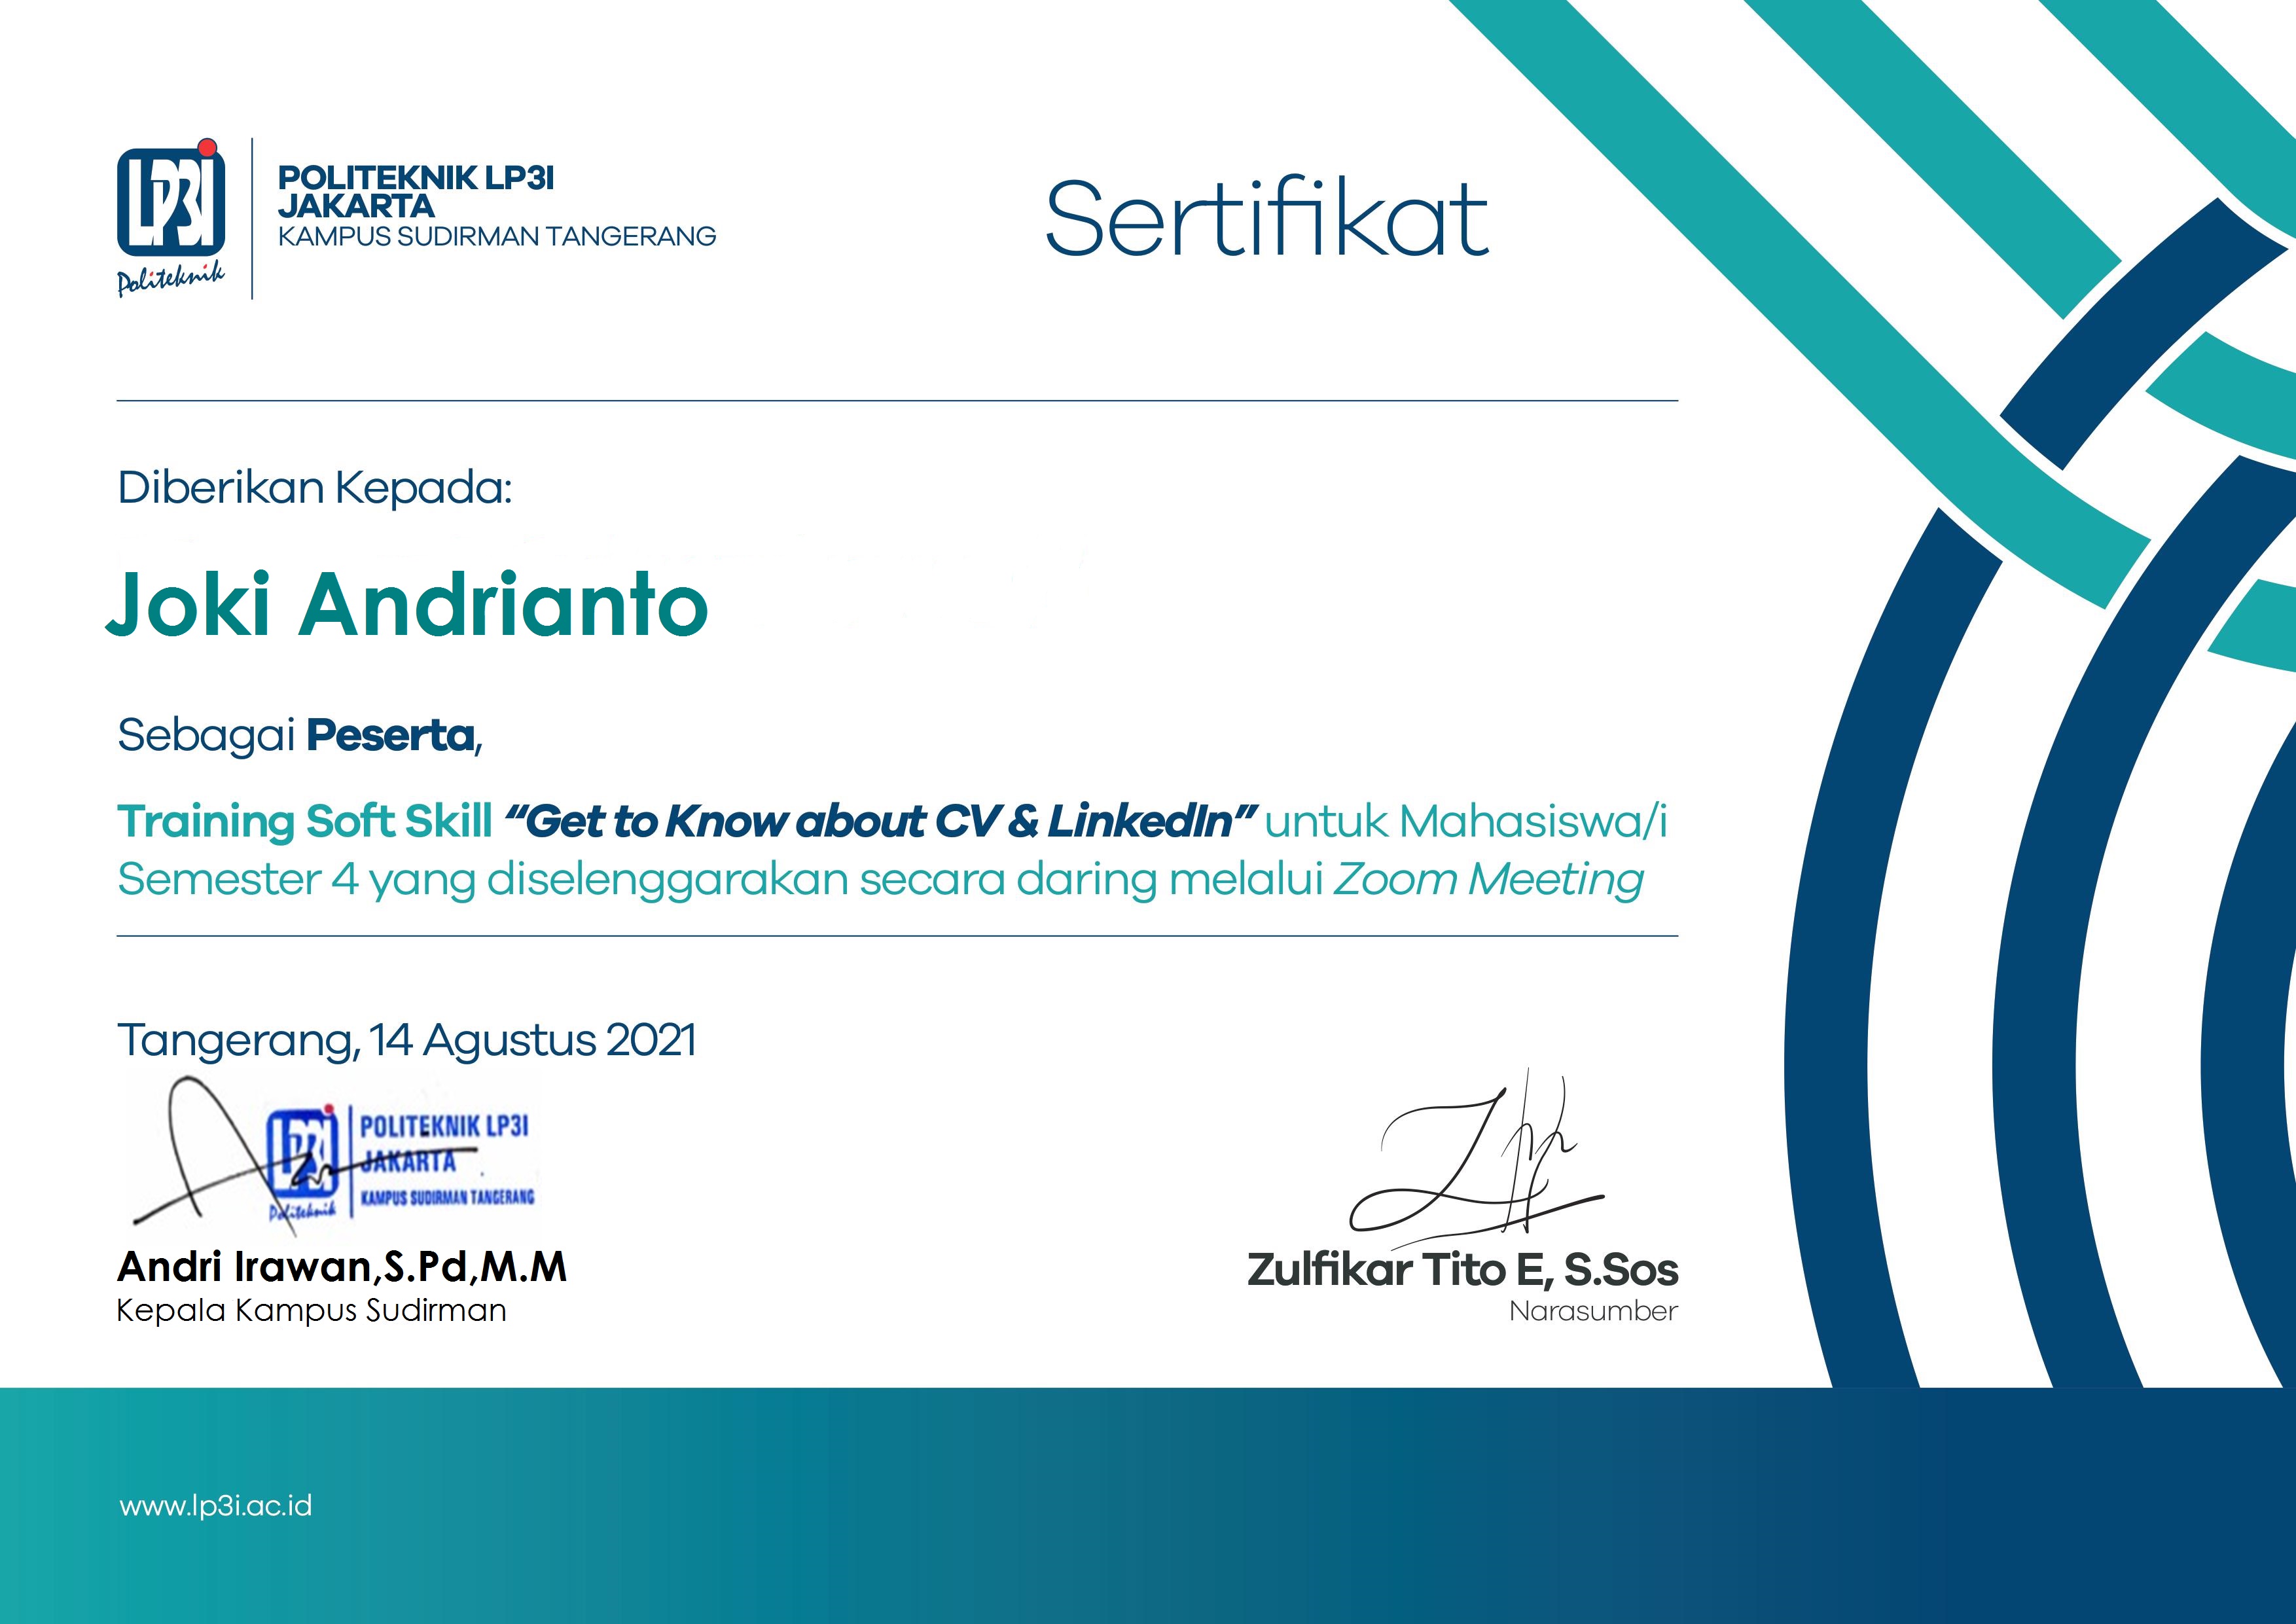 LP3I
Politeknik
POLITEKNIK LP3I
JAKARTA
KAMPUS SUDIRMAN TANGERANG
Sertifikat
Diberikan Kepada:
Joki Andrianto
Sebagai Peserta,
Training Soft Skill “Get to Know about CV & LinkedIn” untuk Mahasiswa/i
Semester 4 yang diselenggarakan secara daring melalui Zoom Meeting
Tangerang, 14 Agustus 2021
LP3I
Politeknik
POLITEKNIK LP3I
JAKARTA
KAMPUS SUDIRMAN TANGERANG
Andri Irawan,S.Pd,M.M
Kepala Kampus Sudirman
Zulfikar Tito E, S.Sos
Narasumber
www.lp3i.ac.id